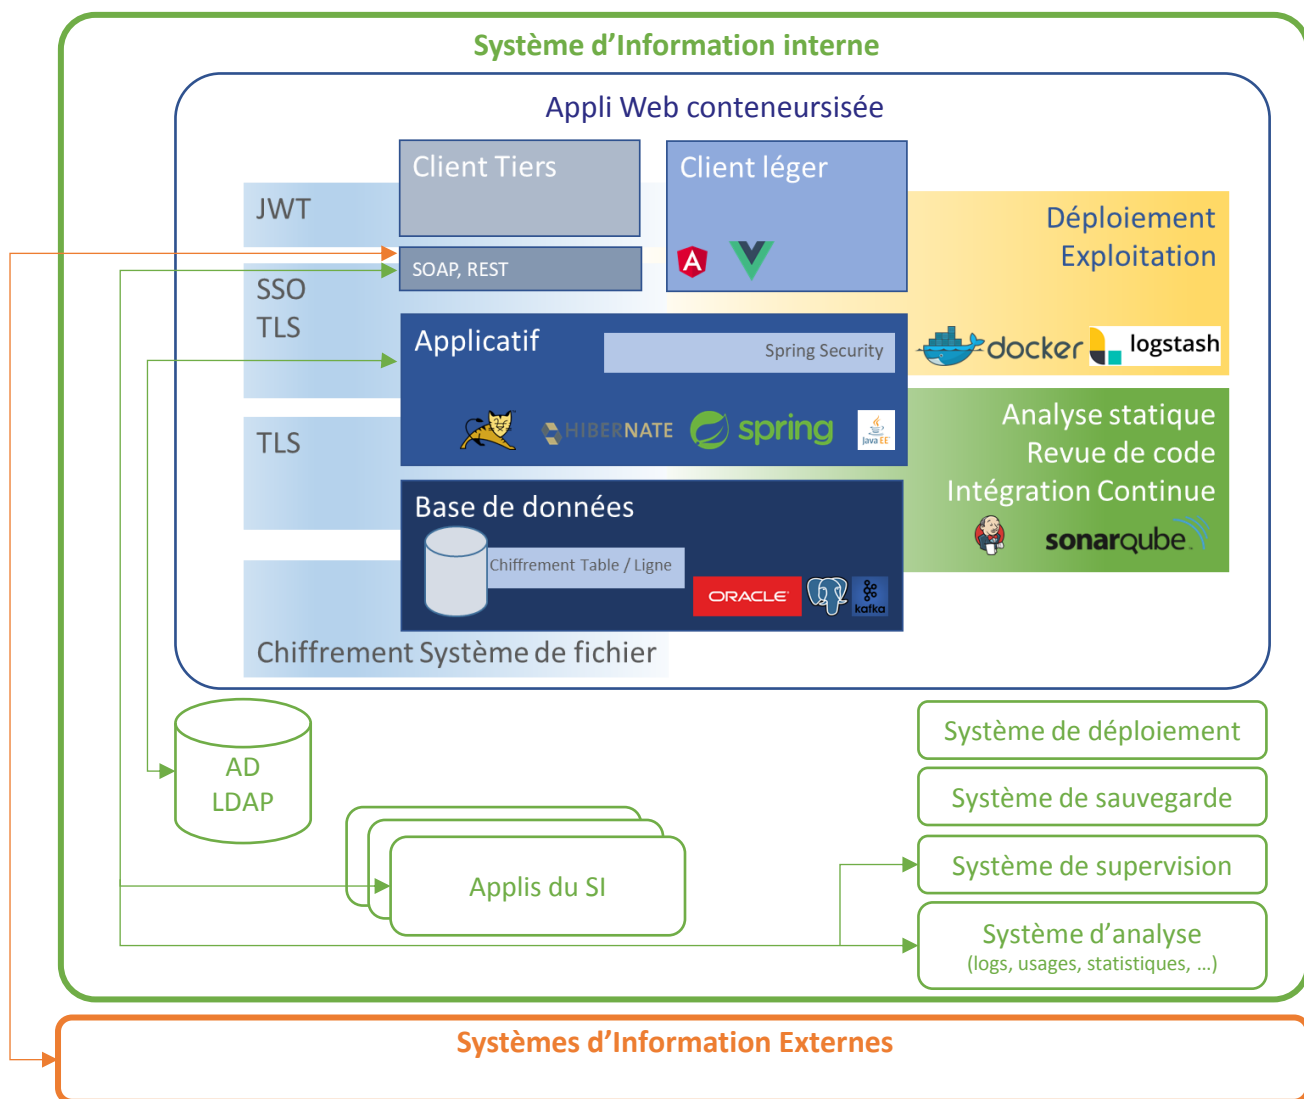 Système d’Information interne
Appli Web conteneursisée
Client Tiers
Client léger
JWT
SOAP, REST
Déploiement
Exploitation
SSO
TLS
Applicatif
Spring Security
docker
logstash
HIBERNATE
spring
Java EE
TLS
Analyse statique
Revue de code
Intégration Continue
sonarqube
Base de données
Chiffrement Table / Ligne
ORACLE
kafka
Chiffrement Système de fichier
AD
LDAP
Applis du SI
Système de déploiement
Système de sauvegarde
Système de supervision
Système d’analyse
(logs, usages, statistiques, …)
Systèmes d’Information Externes